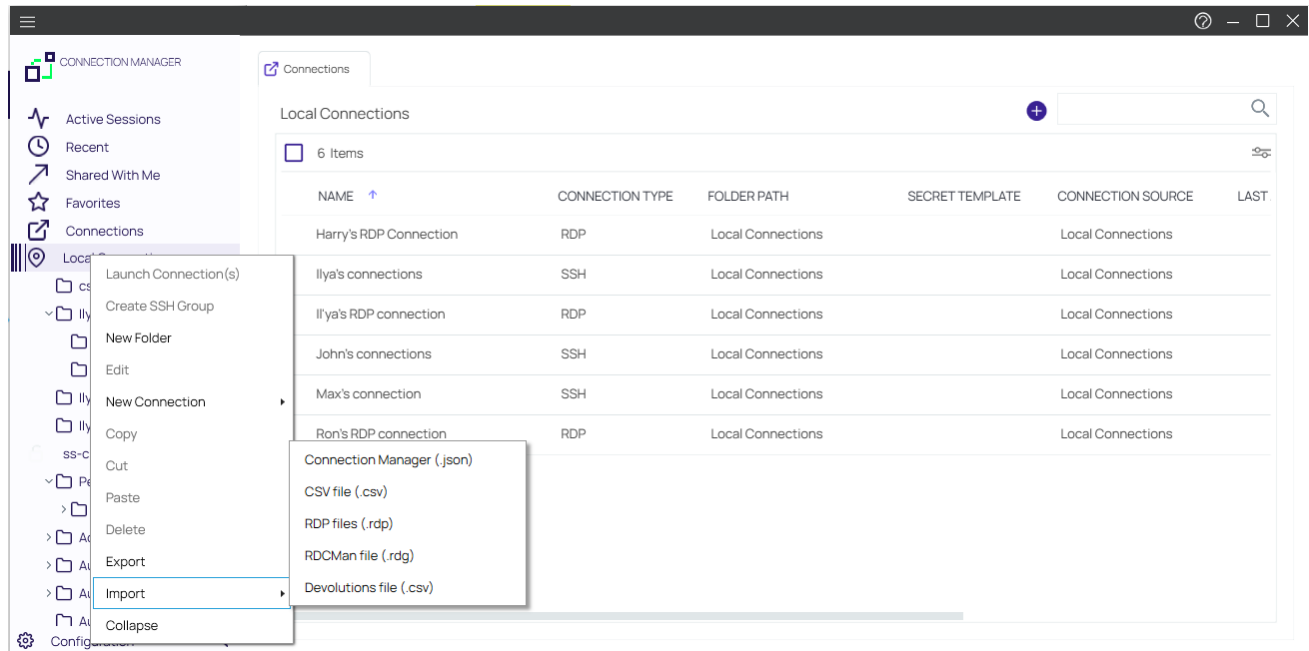 CONNECTION MANAGER
Active Sessions
Recent
Shared With Me
Favorites
Connections
Connections
Local Connections
6 Items
NAME CONNECTION TYPE FOLDER PATH SECRET TEMPLATE CONNECTION SOURCE LAST
Harry's RDP Connection RDP Local Connections Local Connections
Ilya's connections SSH Local Connections Local Connections
Il'ya's RDP connection RDP Local Connections Local Connections
John's connections SSH Local Connections Local Connections
Max's connection SSH Local Connections Local Connections
Ron's RDP connection RDP Local Connections Local Connections
Launch Connection(s)
Create SSH Group
New Folder
Edit
New Connection
Copy
Cut
Paste
Delete
Export
Import
Collapse
Connection Manager (.json)
CSV file (.csv)
RDP files (.rdp)
RDCMan file (.rdg)
Devolutions file (.csv)
Configuration